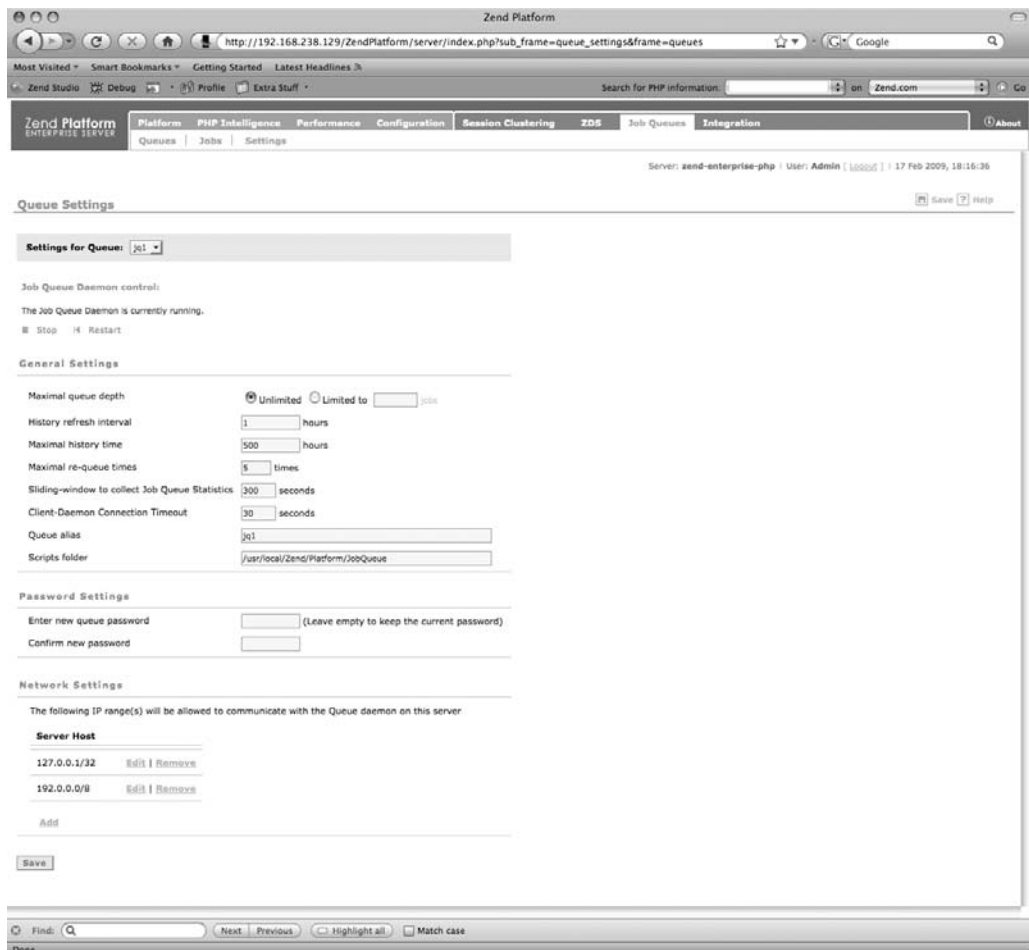 Zend Platform
http://192.168.238.129/ZendPlatform/server/index.php?sub_frame=queue_settings&frame=queues
Google
Most Visited Smart Bookmarks Getting Started Latest Headlines
Zend Studio Debug Profile Extra Stuff Search for PHP information: on Zend.com Go
Zend Platform
ENTERPRISE SERVER
Platform PHP Intelligence Performance Configuration Session Clustering ZDS Job Queues Integration About
Queues | Jobs | Settings
Server: zend-enterprise-php | User: Admin [ Logout ] | 17 Feb 2009, 18:16:36
Queue Settings Save ? Help
Settings for Queue: jq1
Job Queue Daemon control:
The Job Queue Daemon is currently running.
Stop Restart
General Settings
Maximal queue depth Unlimited Limited to jobs
History refresh interval 1 hours
Maximal history time 500 hours
Maximal re-queue times 5 times
Sliding-window to collect Job Queue Statistics 300 seconds
Client-Daemon Connection Timeout 30 seconds
Queue alias jq1
Scripts folder /usr/local/Zend/Platform/JobQueue
Password Settings
Enter new queue password (Leave empty to keep the current password)
Confirm new password
Network Settings
The following IP range(s) will be allowed to communicate with the Queue daemon on this server
Server Host
127.0.0.1/32 Edit | Remove
192.0.0.0/8 Edit | Remove
Add
Save
Find: Next Previous Highlight all Match case
Done